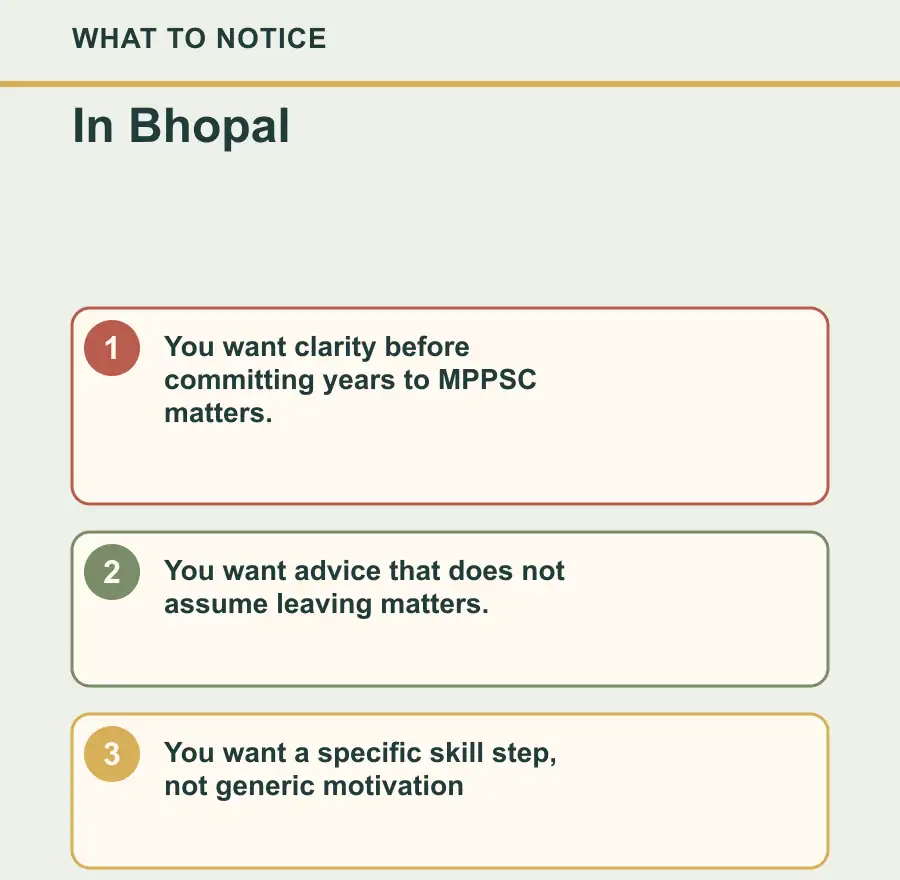 WHAT TO NOTICE
In Bhopal
1
You want clarity before
committing years to MPPSC
matters.
2
You want advice that does not
assume leaving matters.
3
You want a specific skill step,
not generic motivation